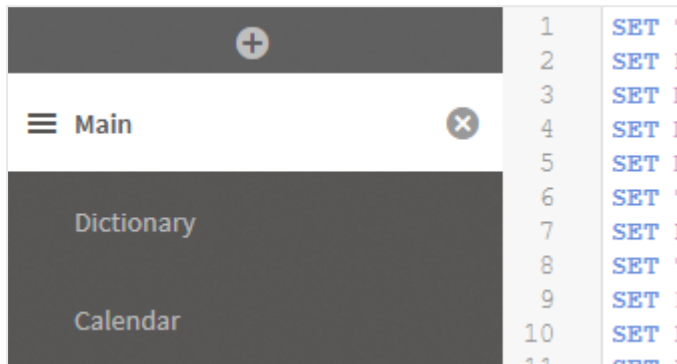 Main
Dictionary
Calendar
1 SET
2 SET
3 SET
4 SET
5 SET
6 SET
7 SET
8 SET
9 SET
10 SET